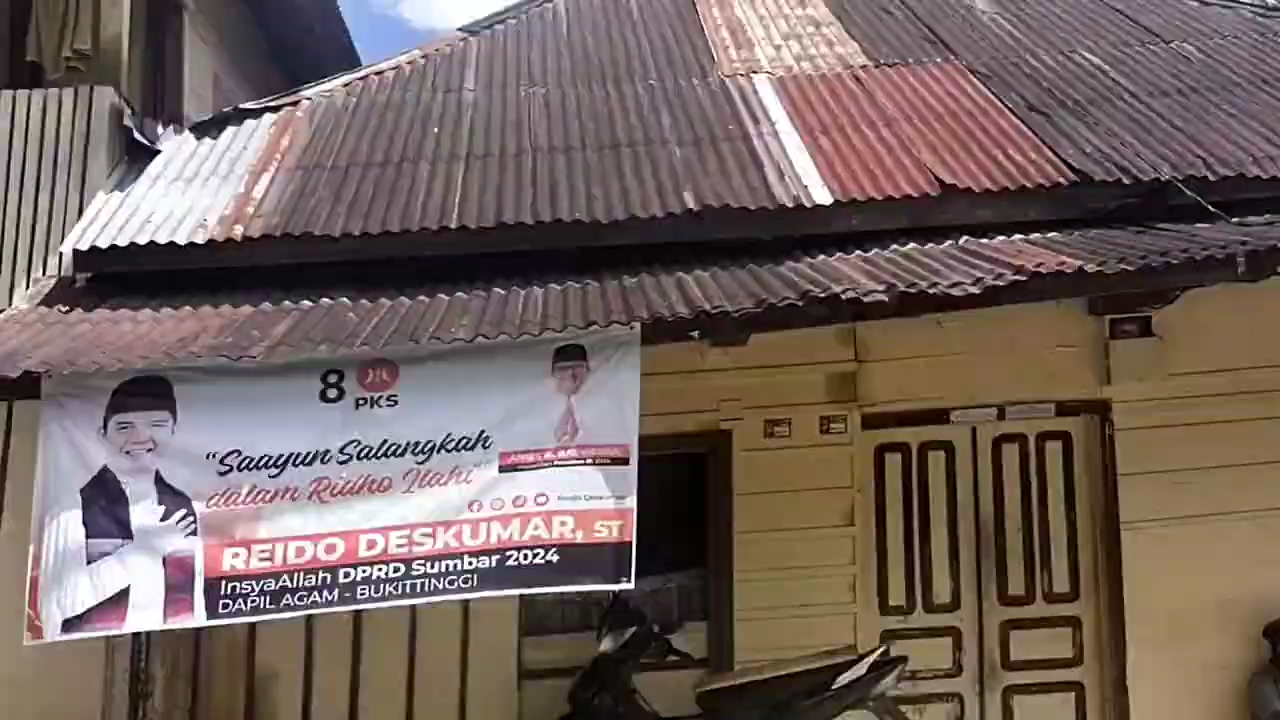 8
PKS
"Saayun Salangkah
dalam Ridho Ilahi"
REIDO DESKUMAR, ST
InsyaAllah DPRD Sumbar 2024
DAPIL AGAM - BUKITTINGGI